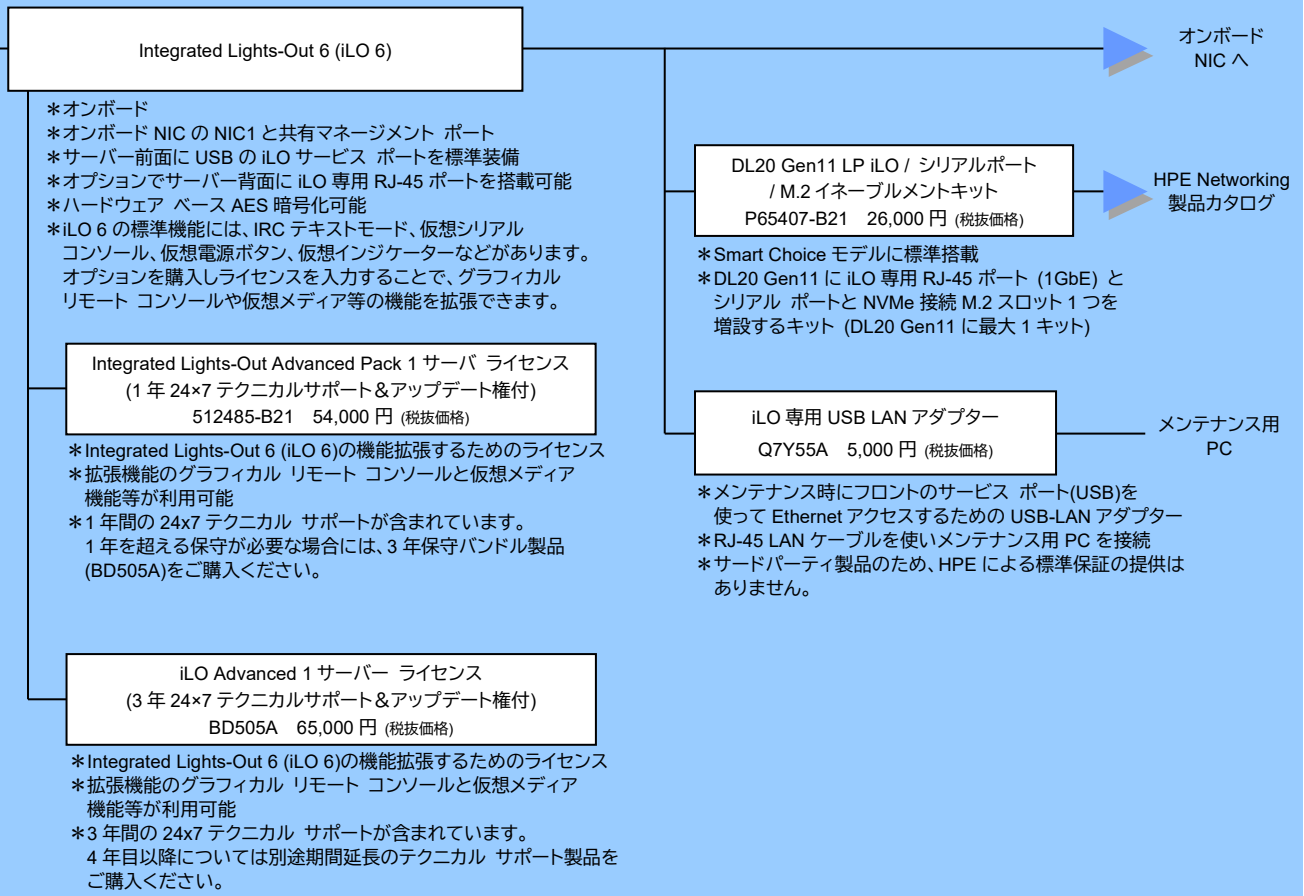 Integrated Lights-Out 6 (iLO 6)
＊オンボード
＊オンボード NIC の NIC1 と共有マネージメント ポート
＊サーバー前面に USB の iLO サービス ポートを標準装備
＊オプションでサーバー背面に iLO 専用 RJ-45 ポートを搭載可能
＊ハードウェア ベース AES 暗号化可能
＊iLO 6 の標準機能には、IRC テキストモード、仮想シリアル
コンソール、仮想電源ボタン、仮想インジケーターなどがあります。
オプションを購入しライセンスを入力することで、グラフィカル
リモート コンソールや仮想メディア等の機能を拡張できます。
Integrated Lights-Out Advanced Pack 1 サーバ ライセンス
(1 年 24×7 テクニカルサポート＆アップデート権付)
512485-B21 54,000 円 (税抜価格)
＊Integrated Lights-Out 6 (iLO 6)の機能拡張するためのライセンス
＊拡張機能のグラフィカル リモート コンソールと仮想メディア
機能等が利用可能
＊1 年間の 24x7 テクニカル サポートが含まれています。
1 年を超える保守が必要な場合には、3 年保守バンドル製品
(BD505A)をご購入ください。
iLO Advanced 1 サーバー ライセンス
(3 年 24×7 テクニカルサポート＆アップデート権付)
BD505A 65,000 円 (税抜価格)
＊Integrated Lights-Out 6 (iLO 6)の機能拡張するためのライセンス
＊拡張機能のグラフィカル リモート コンソールと仮想メディア
機能等が利用可能
＊3 年間の 24x7 テクニカル サポートが含まれています。
4 年目以降については別途期間延長のテクニカル サポート製品を
ご購入ください。
オンボード
NIC へ
DL20 Gen11 LP iLO / シリアルポート
/ M.2 イネーブルメントキット
P65407-B21 26,000 円 (税抜価格)
HPE Networking
製品カタログ
＊Smart Choice モデルに標準搭載
＊DL20 Gen11 に iLO 専用 RJ-45 ポート (1GbE) と
シリアル ポートと NVMe 接続 M.2 スロット 1 つを
増設するキット (DL20 Gen11 に最大 1 キット)
iLO 専用 USB LAN アダプター
Q7Y55A 5,000 円 (税抜価格)
メンテナンス用
PC
＊メンテナンス時にフロントのサービス ポート(USB)を
使って Ethernet アクセスするための USB-LAN アダプター
＊RJ-45 LAN ケーブルを使いメンテナンス用 PC を接続
＊サードパーティ製品のため、HPE による標準保証の提供は
ありません。